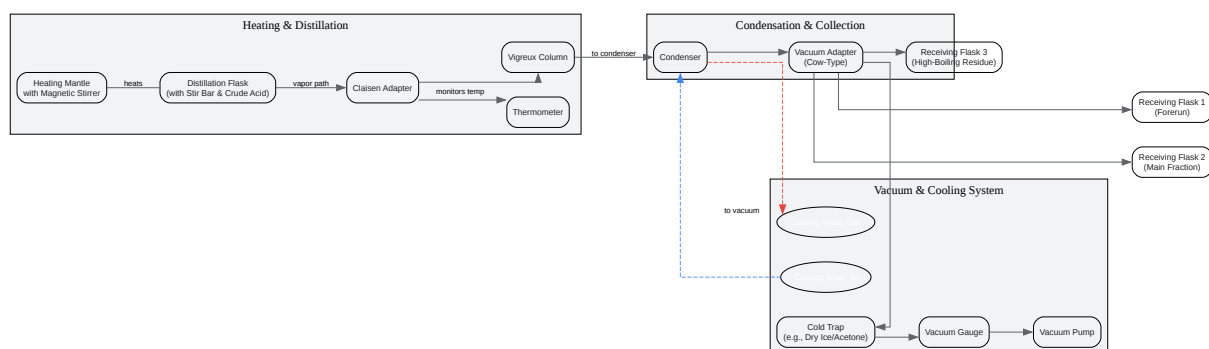 Heating & Distillation
Heating Mantle
with Magnetic Stirrer
heats
Distillation Flask
(with Stir Bar & Crude Acid)
vapor path
Claisen Adapter
monitors temp
Vigreux Column
Thermometer
to condenser
Condensation & Collection
Condenser
Vacuum Adapter
(Cow-Type)
Receiving Flask 3
(High-Boiling Residue)
Receiving Flask 1
(Forerun)
Receiving Flask 2
(Main Fraction)
to vacuum
Vacuum & Cooling System
Cold Trap
(e.g., Dry Ice/Acetone)
Vacuum Gauge
Vacuum Pump